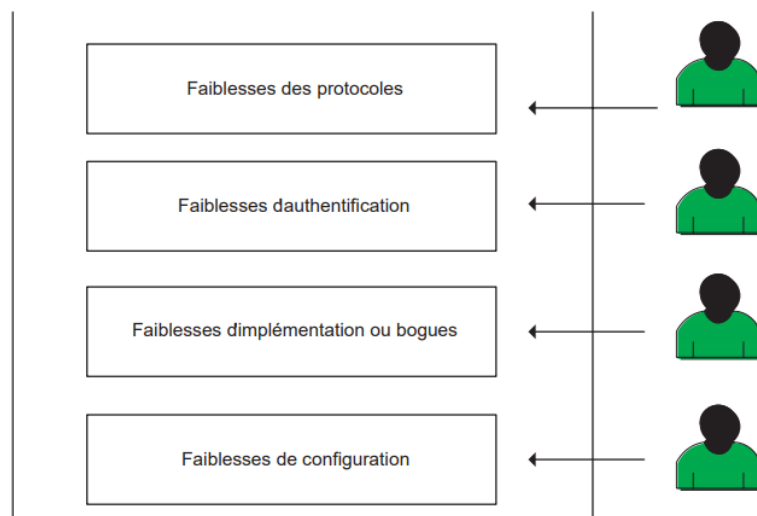 Faiblesses des protocoles
Faiblesses dauthentification
Faiblesses dimplémentation ou bogues
Faiblesses de configuration